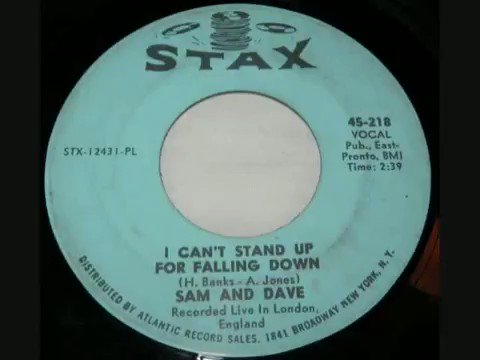 STAX
STX-12431-PL
45-218
VOCAL
Pub., East-
Pronto, BMI
Time: 2:39
I CAN'T STAND UP
FOR FALLING DOWN
(H. Banks-A. Jones)
SAM AND DAVE
Recorded Live In London,
England
DISTRIBUTED BY ATLANTIC RECORD SALES, 1841 BROADWAY NEW YORK, N. Y.